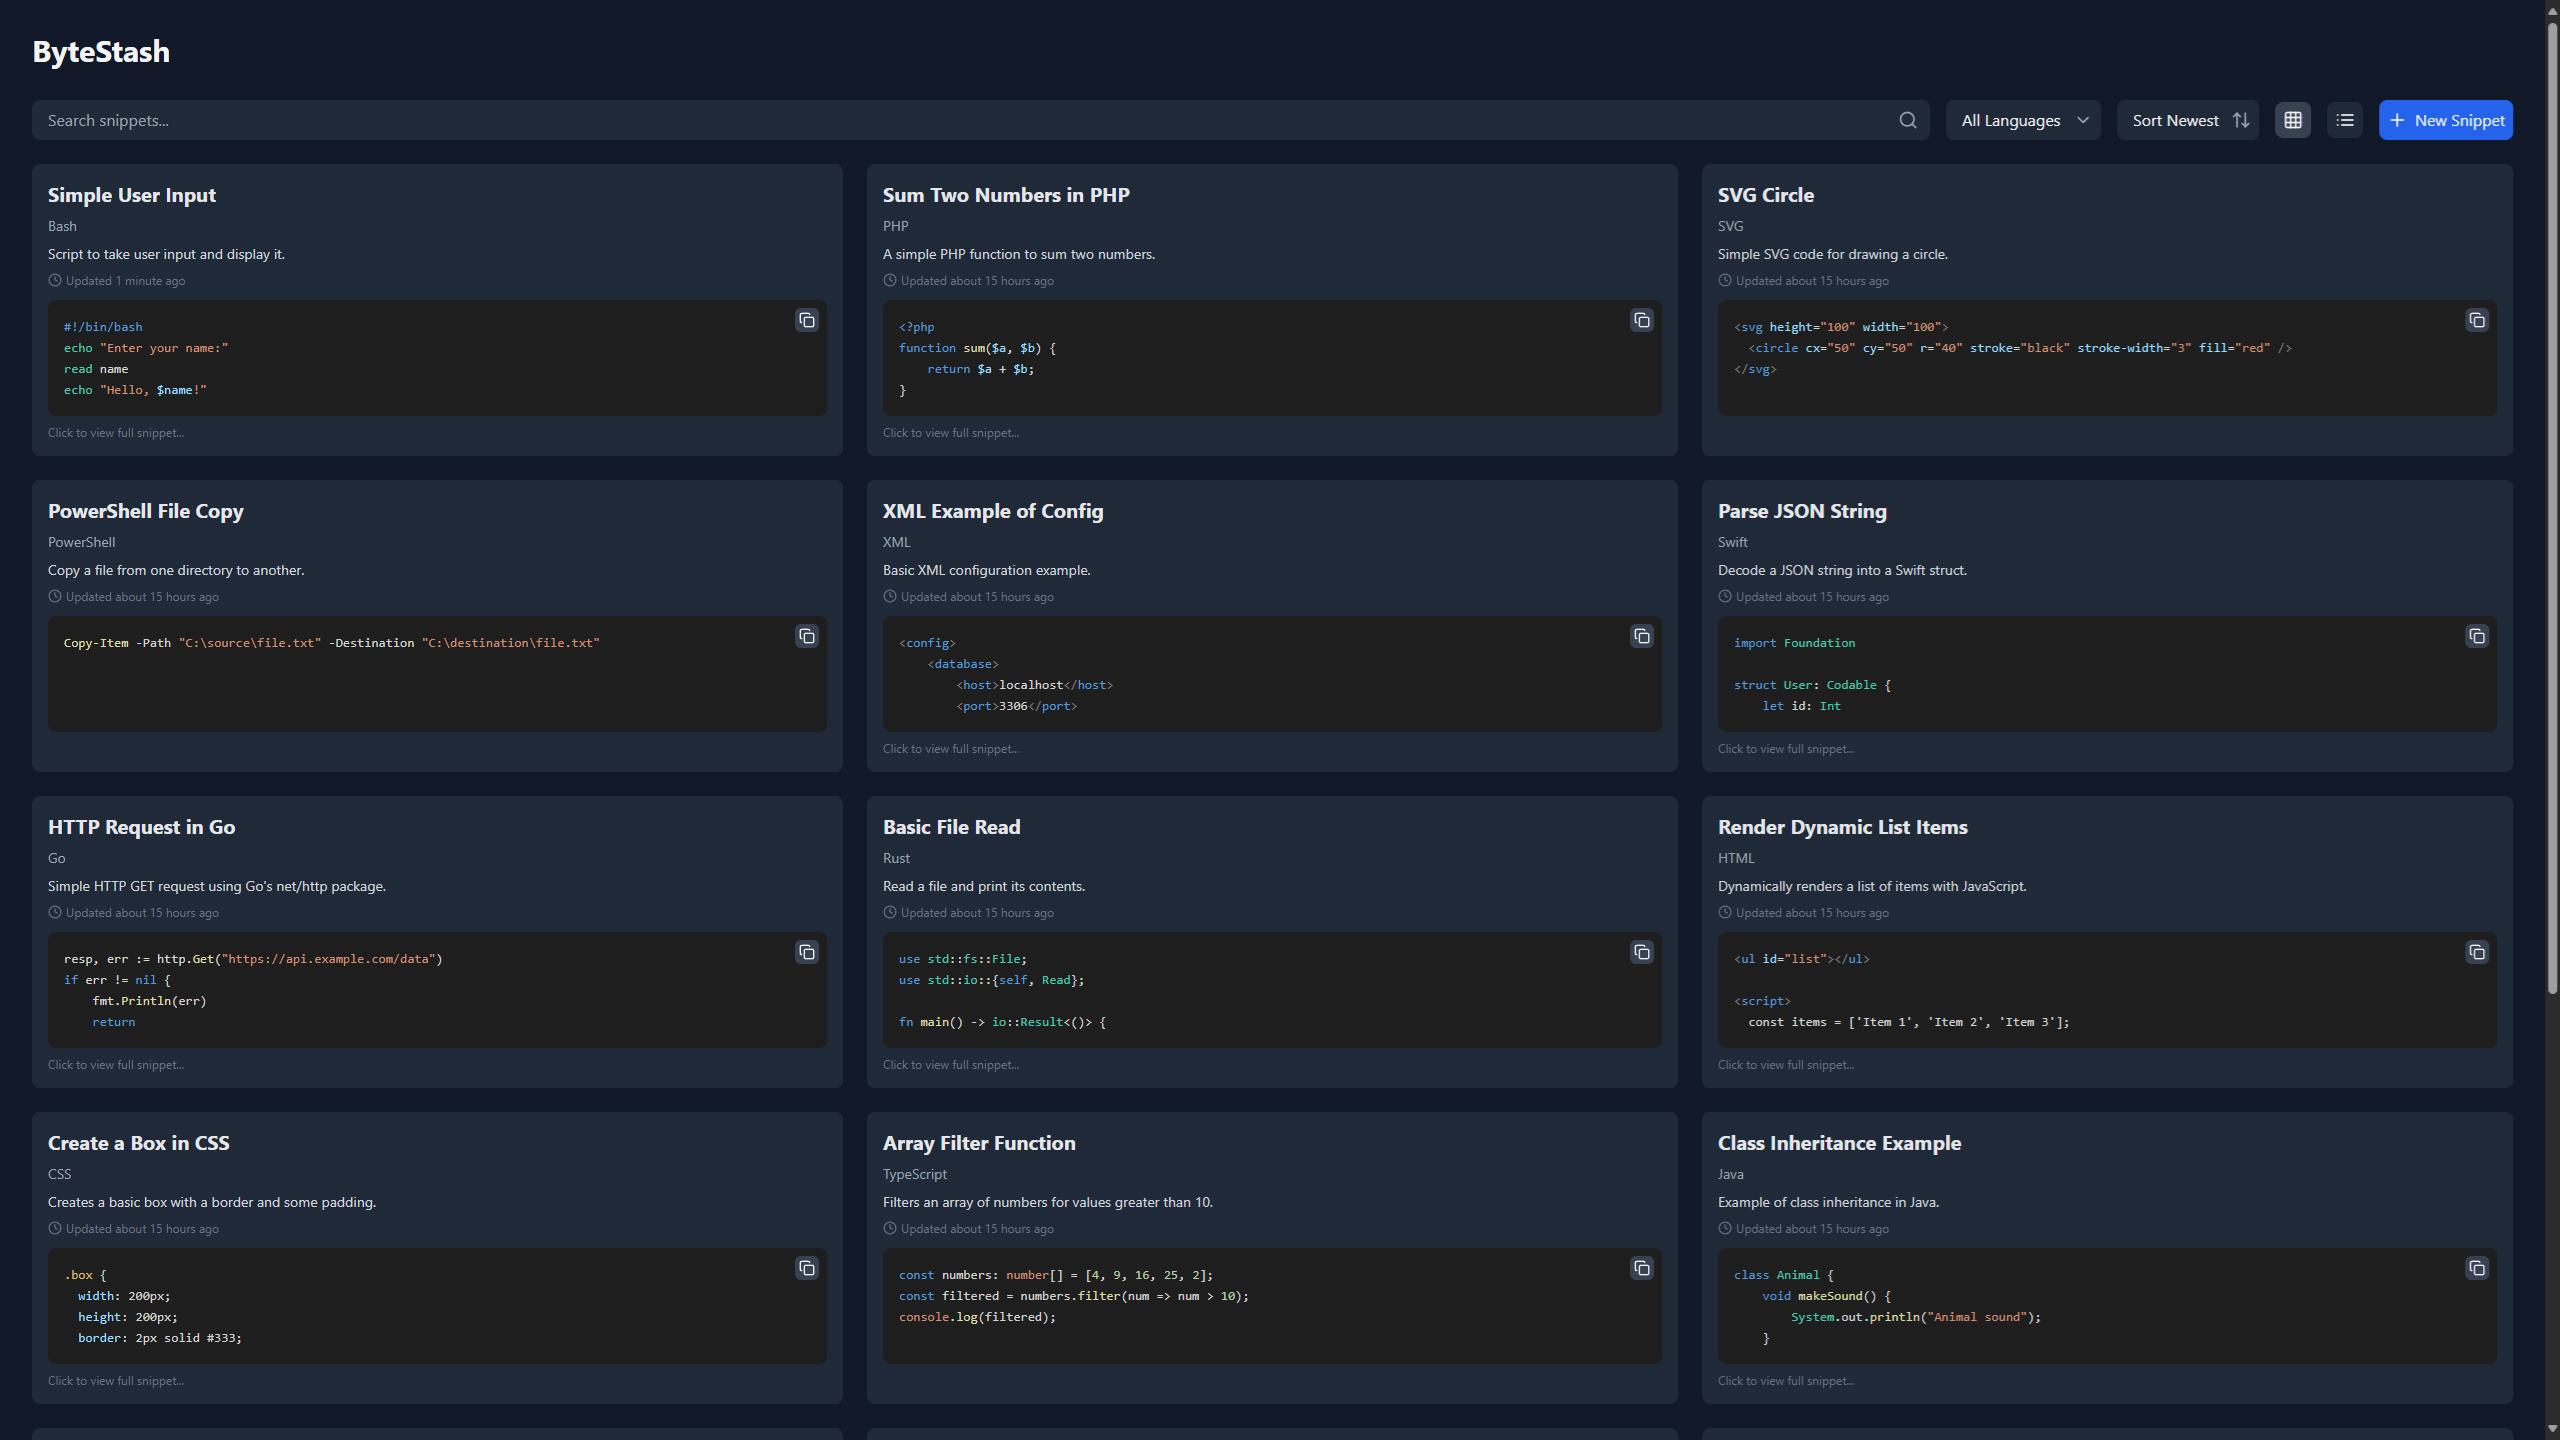 ByteStash
Search snippets...
All Languages
Sort Newest
New Snippet
Simple User Input
Bash
Script to take user input and display it.
Updated 1 minute ago
#!/bin/bash
echo "Enter your name:"
read name
echo "Hello, $name!"
Click to view full snippet...
Sum Two Numbers in PHP
PHP
A simple PHP function to sum two numbers.
Updated about 15 hours ago
<?php
function sum($a, $b) {
    return $a + $b;
}
Click to view full snippet...
SVG Circle
SVG
Simple SVG code for drawing a circle.
Updated about 15 hours ago
<svg height="100" width="100">
  <circle cx="50" cy="50" r="40" stroke="black" stroke-width="3" fill="red" />
</svg>
PowerShell File Copy
PowerShell
Copy a file from one directory to another.
Updated about 15 hours ago
Copy-Item -Path "C:\source\file.txt" -Destination "C:\destination\file.txt"
XML Example of Config
XML
Basic XML configuration example.
Updated about 15 hours ago
<config>
    <database>
        <host>localhost</host>
        <port>3306</port>
Click to view full snippet...
Parse JSON String
Swift
Decode a JSON string into a Swift struct.
Updated about 15 hours ago
import Foundation
struct User: Codable {
    let id: Int
Click to view full snippet...
HTTP Request in Go
Go
Simple HTTP GET request using Go's net/http package.
Updated about 15 hours ago
resp, err := http.Get("https://api.example.com/data")
if err != nil {
    fmt.Println(err)
    return
Click to view full snippet...
Basic File Read
Rust
Read a file and print its contents.
Updated about 15 hours ago
use std::fs::File;
use std::io::{self, Read};
fn main() -> io::Result<()> {
Click to view full snippet...
Render Dynamic List Items
HTML
Dynamically renders a list of items with JavaScript.
Updated about 15 hours ago
<ul id="list"></ul>
<script>
  const items = ['Item 1', 'Item 2', 'Item 3'];
Click to view full snippet...
Create a Box in CSS
CSS
Creates a basic box with a border and some padding.
Updated about 15 hours ago
.box {
  width: 200px;
  height: 200px;
  border: 2px solid #333;
Click to view full snippet...
Array Filter Function
TypeScript
Filters an array of numbers for values greater than 10.
Updated about 15 hours ago
const numbers: number[] = [4, 9, 16, 25, 2];
const filtered = numbers.filter(num => num > 10);
console.log(filtered);
Class Inheritance Example
Java
Example of class inheritance in Java.
Updated about 15 hours ago
class Animal {
    void makeSound() {
        System.out.println("Animal sound");
    }
Click to view full snippet...